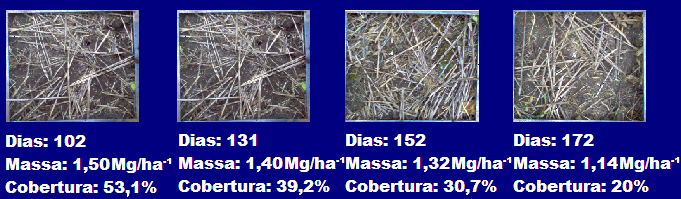 Dias: 102
Massa: 1,50Mg/ha-¹
Cobertura: 53,1%
Dias: 131
Massa: 1,40Mg/ha-¹
Cobertura: 39,2%
Dias: 152
Massa: 1,32Mg/ha-¹
Cobertura: 30,7%
Dias: 172
Massa: 1,14Mg/ha-¹
Cobertura: 20%